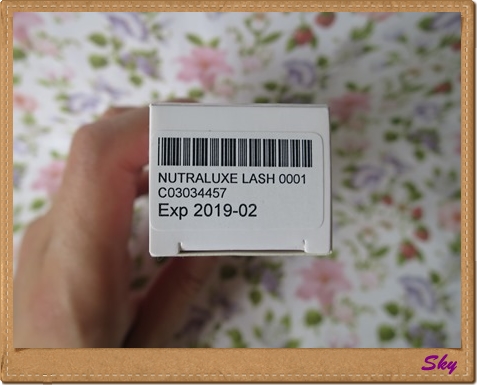 NUTRALUXE LASH 0001
C03034457
Exp 2019-02
Sky